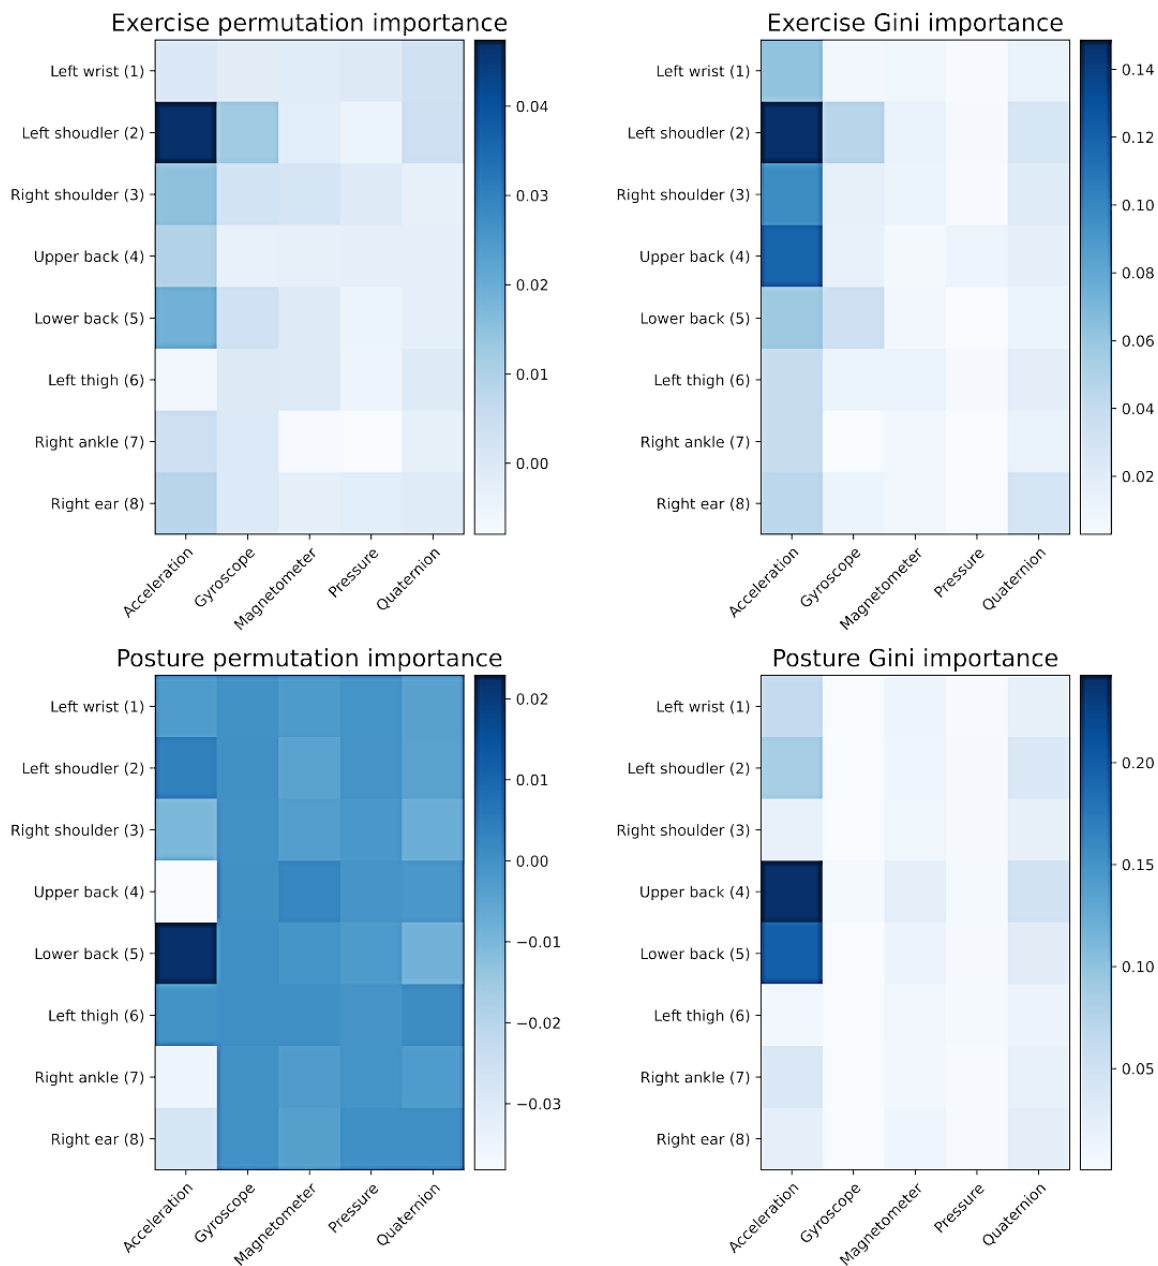 Exercise permutation importance
Left wrist (1)
Left shoudler (2)
Right shoulder (3)
Upper back (4)
Lower back (5)
Left thigh (6)
Right ankle (7)
Right ear (8)
0.04
0.03
0.02
0.01
0.00
Acceleration
Gyroscope
Magnetometer
Pressure
Quaternion
Exercise Gini importance
Left wrist (1)
Left shoudler (2)
Right shoulder (3)
Upper back (4)
Lower back (5)
Left thigh (6)
Right ankle (7)
Right ear (8)
0.14
0.12
0.10
0.08
0.06
0.04
0.02
Acceleration
Gyroscope
Magnetometer
Pressure
Quaternion
Posture permutation importance
Left wrist (1)
Left shoudler (2)
Right shoulder (3)
Upper back (4)
Lower back (5)
Left thigh (6)
Right ankle (7)
Right ear (8)
0.02
0.01
0.00
−0.01
−0.02
−0.03
Acceleration
Gyroscope
Magnetometer
Pressure
Quaternion
Posture Gini importance
Left wrist (1)
Left shoudler (2)
Right shoulder (3)
Upper back (4)
Lower back (5)
Left thigh (6)
Right ankle (7)
Right ear (8)
0.20
0.15
0.10
0.05
Acceleration
Gyroscope
Magnetometer
Pressure
Quaternion